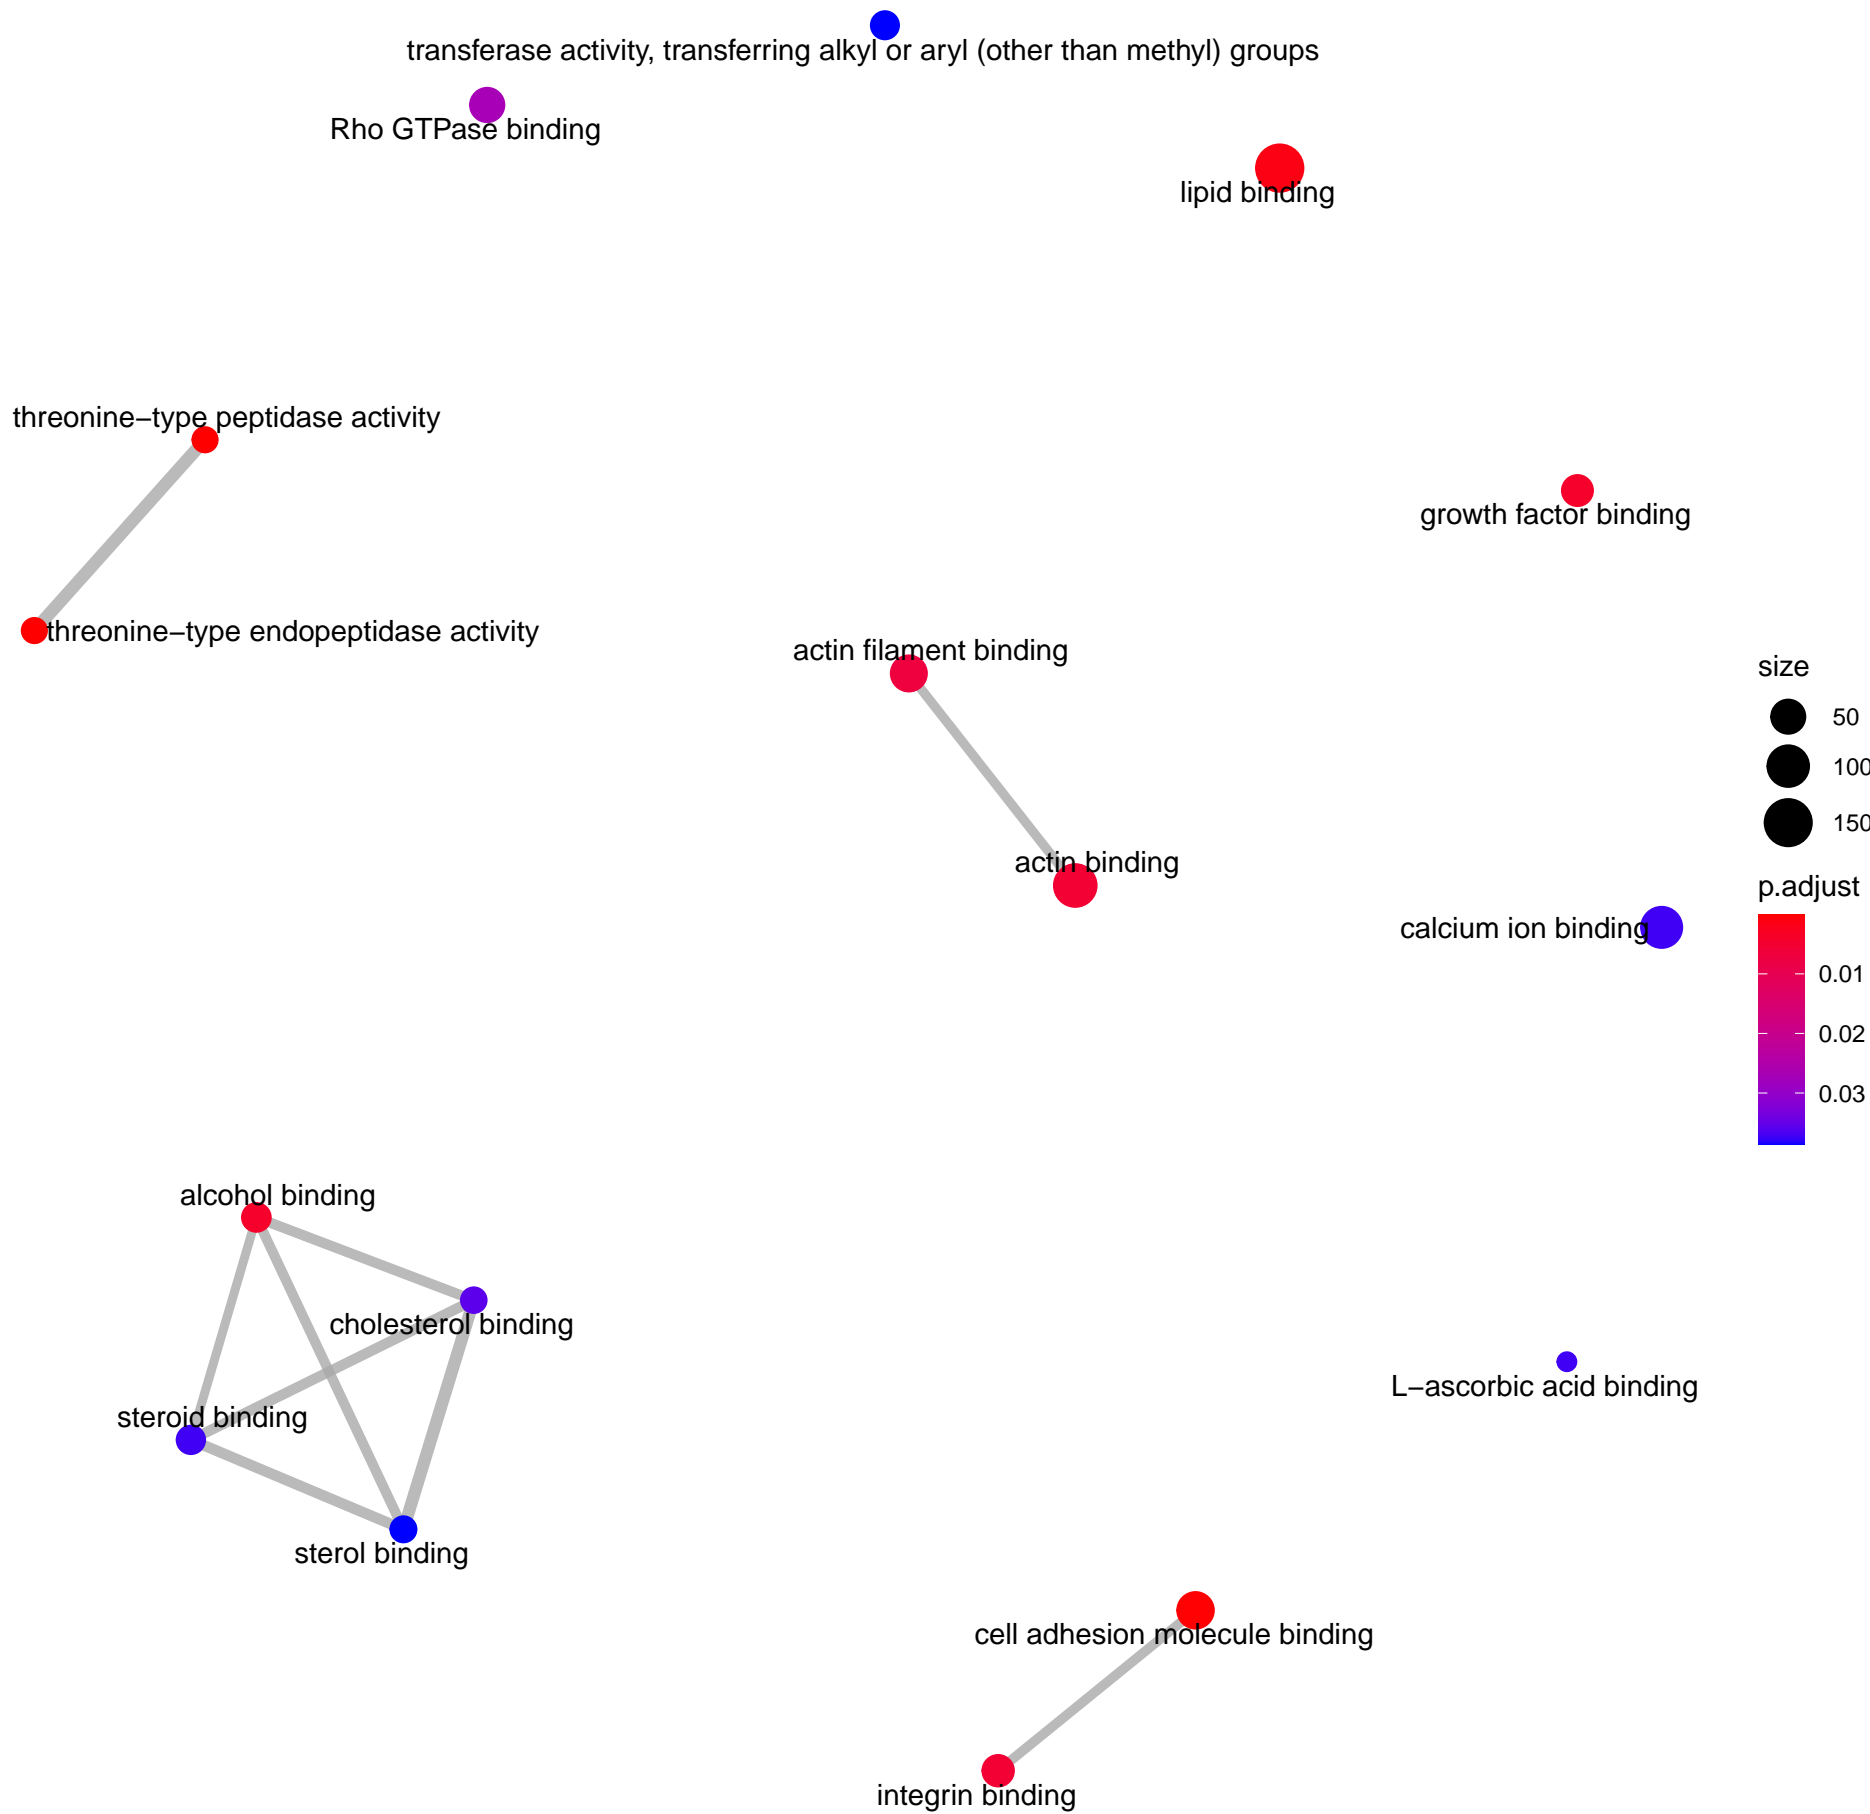 transferase activity, transferring alkyl or aryl (other than methyl) groups
Rho GTPase binding
lipid binding
threonine−type peptidase activity
growth factor binding
threonine−type endopeptidase activity
actin filament binding
size
50
100
150
actin binding
p.adjust
calcium ion binding
0.01
0.02
0.03
alcohol binding
cholesterol binding
L−ascorbic acid binding
steroid binding
sterol binding
cell adhesion molecule binding
integrin binding